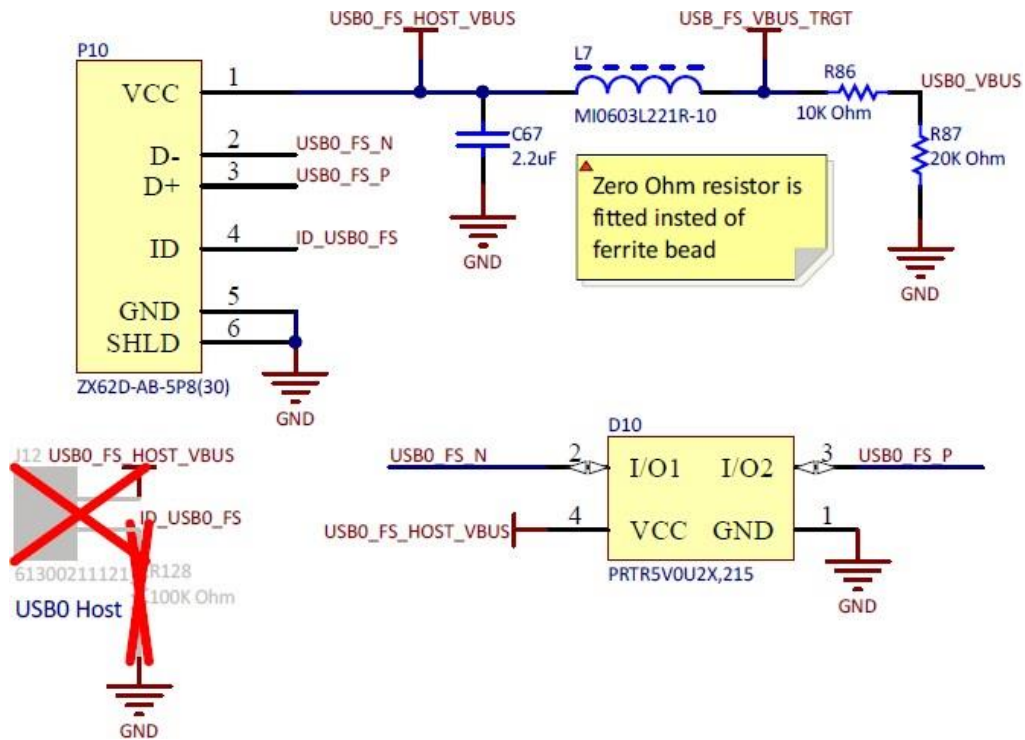 USB0_FS_HOST_VBUS
USB_FS_VBUS_TRGT
P10
L7
1
VCC
R86
USB0_VBUS
MI0603L221R-10
10K Ohm
C67
2.2uF
R87
20K Ohm
2
D-
USB0_FS_N
3
D+
USB0_FS_P
Zero Ohm resistor is
fitted insted of
ferrite bead
4
ID
ID_USB0_FS
GND
GND
5
GND
6
SHLD
ZX62D-AB-5P8(30)
GND
J12 USB0_FS_HOST_VBUS
ID_USB0_FS
61300211121
R128
100K Ohm
USB0 Host
GND
D10
USB0_FS_N
2
I/O1
I/O2
3
USB0_FS_P
USB0_FS_HOST_VBUS
4
VCC
GND
1
PRTR5V0U2X,215
GND